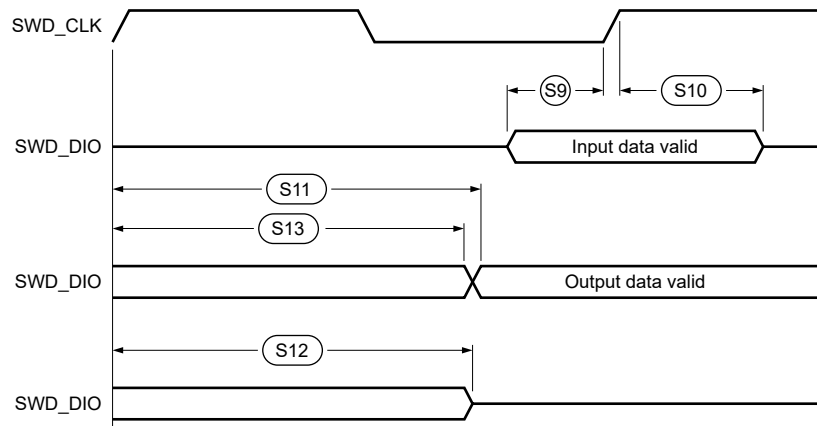 SWD_CLK
S9
S10
SWD_DIO
Input data valid
S11
S13
SWD_DIO
Output data valid
S12
SWD_DIO